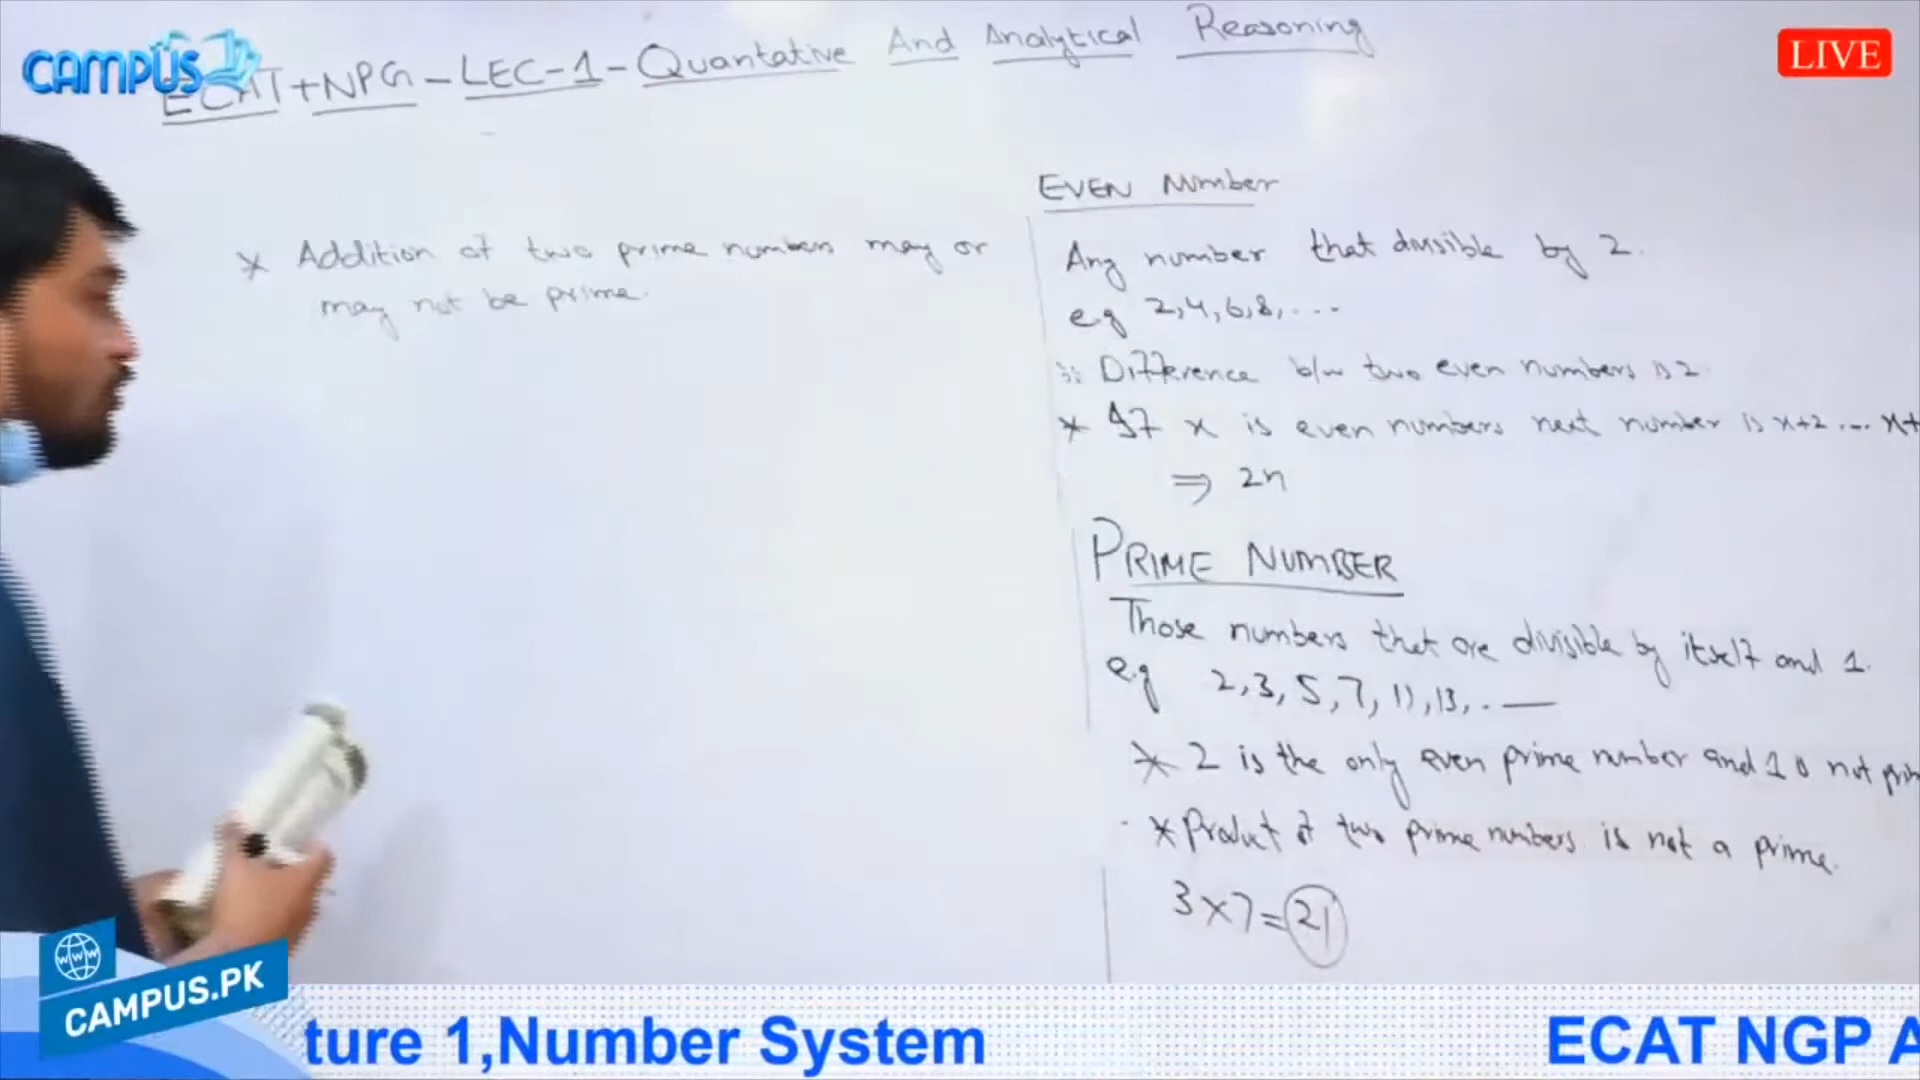 CAMPUS
LIVE
ECAT+NPG-LEC-1-Quantative And Analytical Reasoning
* Addition of two prime numbers may or
may not be prime.
EVEN Number
Any number that divisible by 2.
e.g 2,4,6,8,....
Difference b/w two even numbers is 2
* If x is even numbers next number is x+2 .... x+
⇒ 2n
PRIME NUMBER
Those numbers that are divisible by itself and 1.
e.g 2,3,5,7,11,13,.—
* 2 is the only even prime number and 1 is not prim
* Product of two prime numbers is not a prime.
3×7=21
WWW
CAMPUS.PK
ture 1,Number System
ECAT NGP A